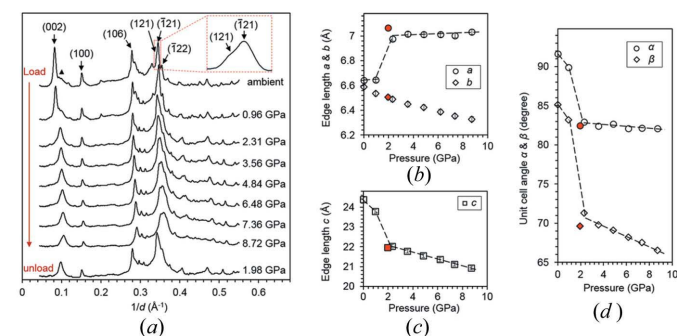 (002)
(100)
(106)
(121)
(1̄21)
(121)
(1̄21)
(1̄22)
Load
ambient
0.96 GPa
2.31 GPa
3.56 GPa
4.84 GPa
6.48 GPa
7.36 GPa
8.72 GPa
unload
1.98 GPa
0 0.1 0.2 0.3 0.4 0.5 0.6
1/d (Å⁻¹)
(a)
Edge length a & b (Å)
7.2
7
6.8
6.6
6.4
6.2
a
b
0 2 4 6 8 10
Pressure (GPa)
(b)
Edge length c (Å)
24
23
22
21
20
c
0 2 4 6 8 10
Pressure (GPa)
(c)
Unit cell angle α & β (degree)
95
90
85
80
75
70
65
α
β
0 2 4 6 8 10
Pressure (GPa)
(d)